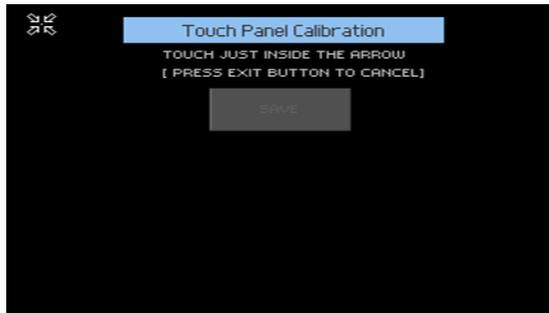 Touch Panel Calibration
TOUCH JUST INSIDE THE ARROW
[ PRESS EXIT BUTTON TO CANCEL]
SAVE